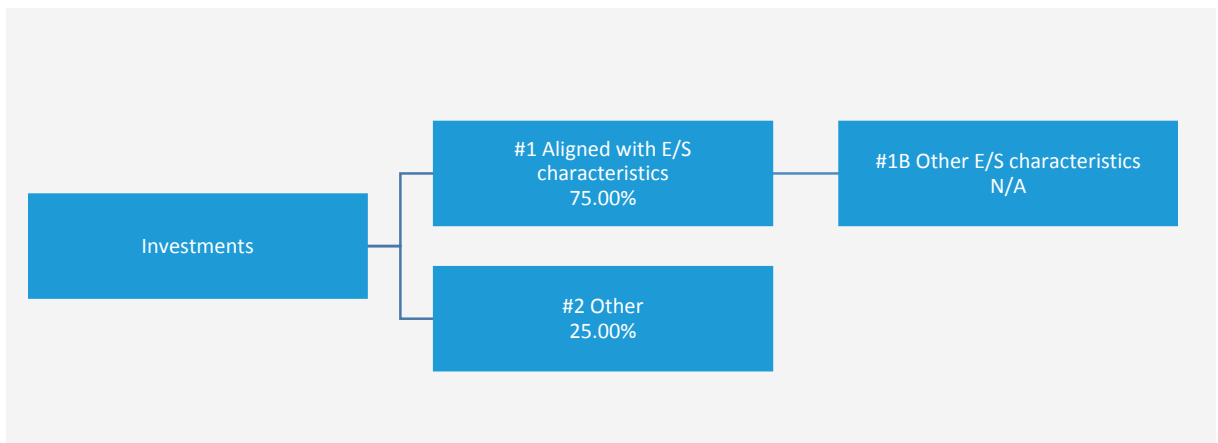 Investments
#1 Aligned with E/S
characteristics
75.00%
#1B Other E/S characteristics
N/A
#2 Other
25.00%